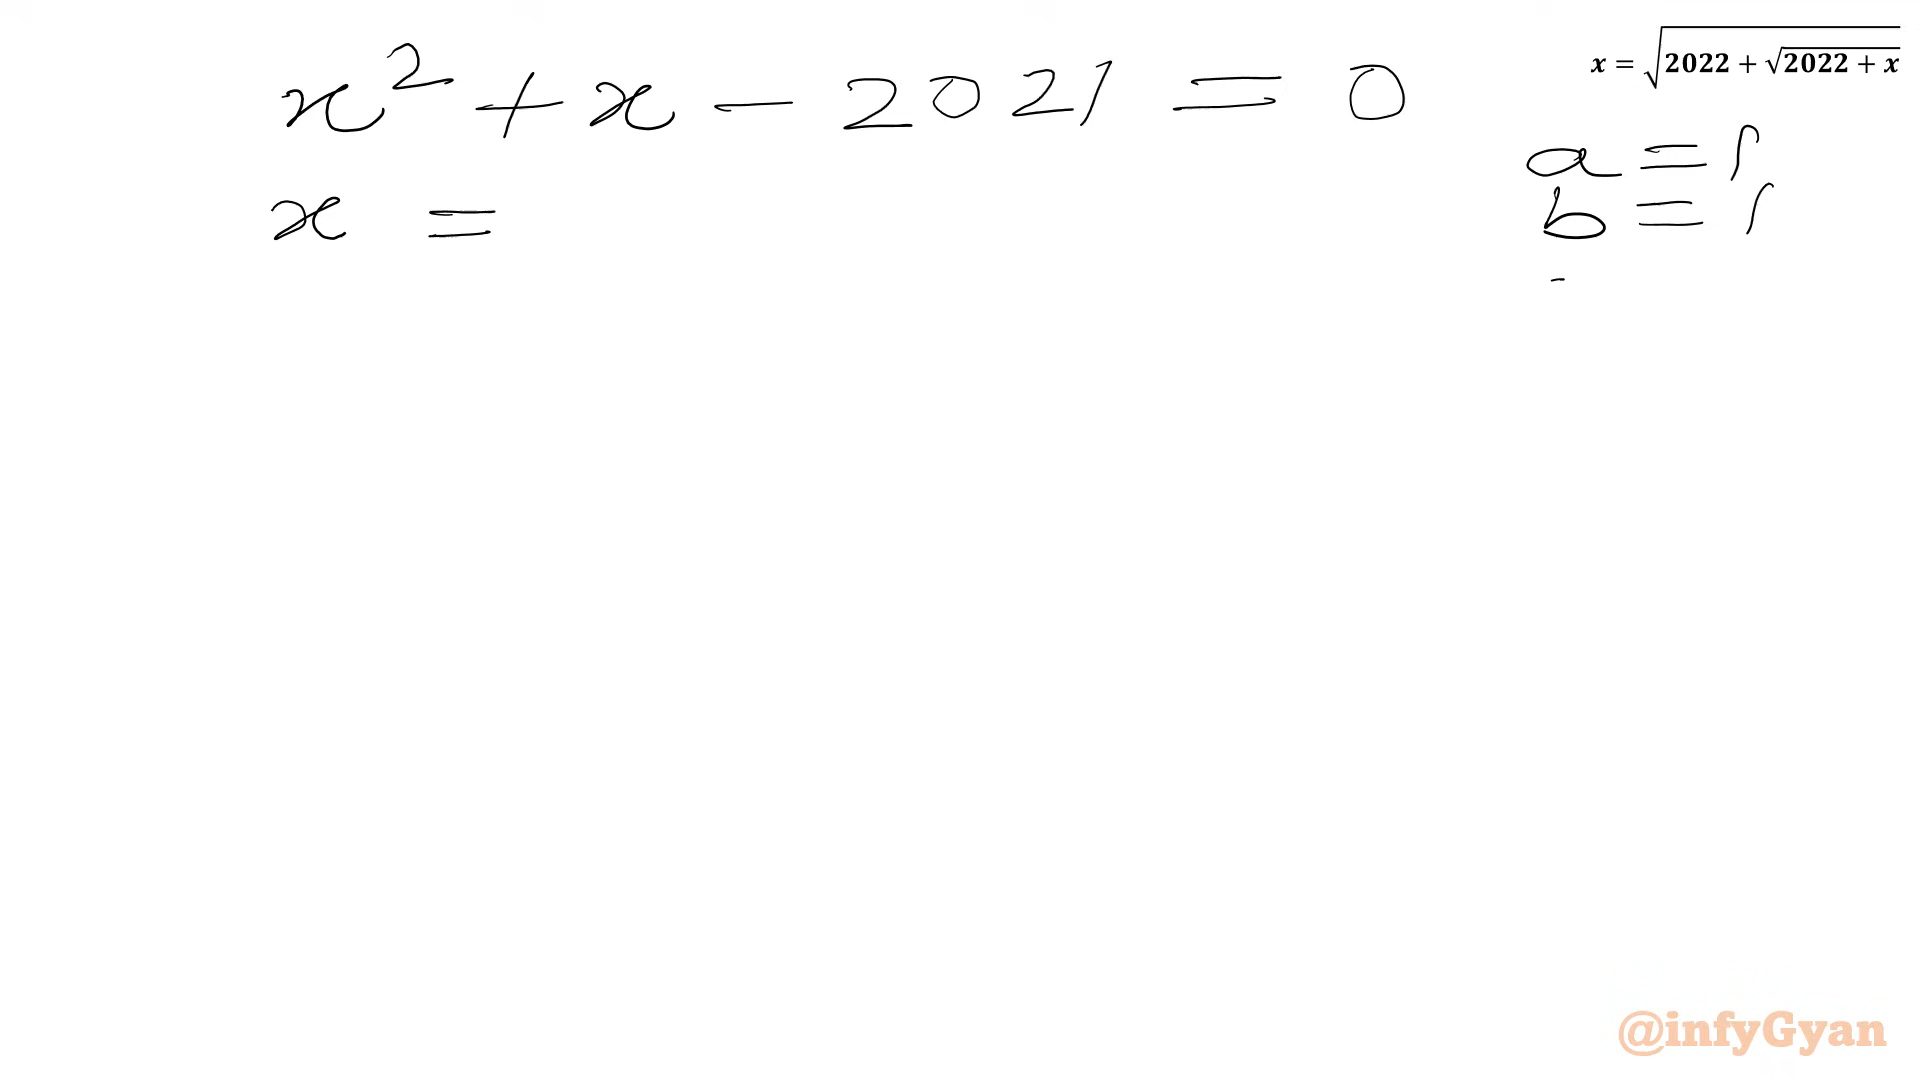 x² + x - 2021 = 0
x = √(2022 + √(2022 + x))
a = 1
x =
b = 1
-
@infyGyan